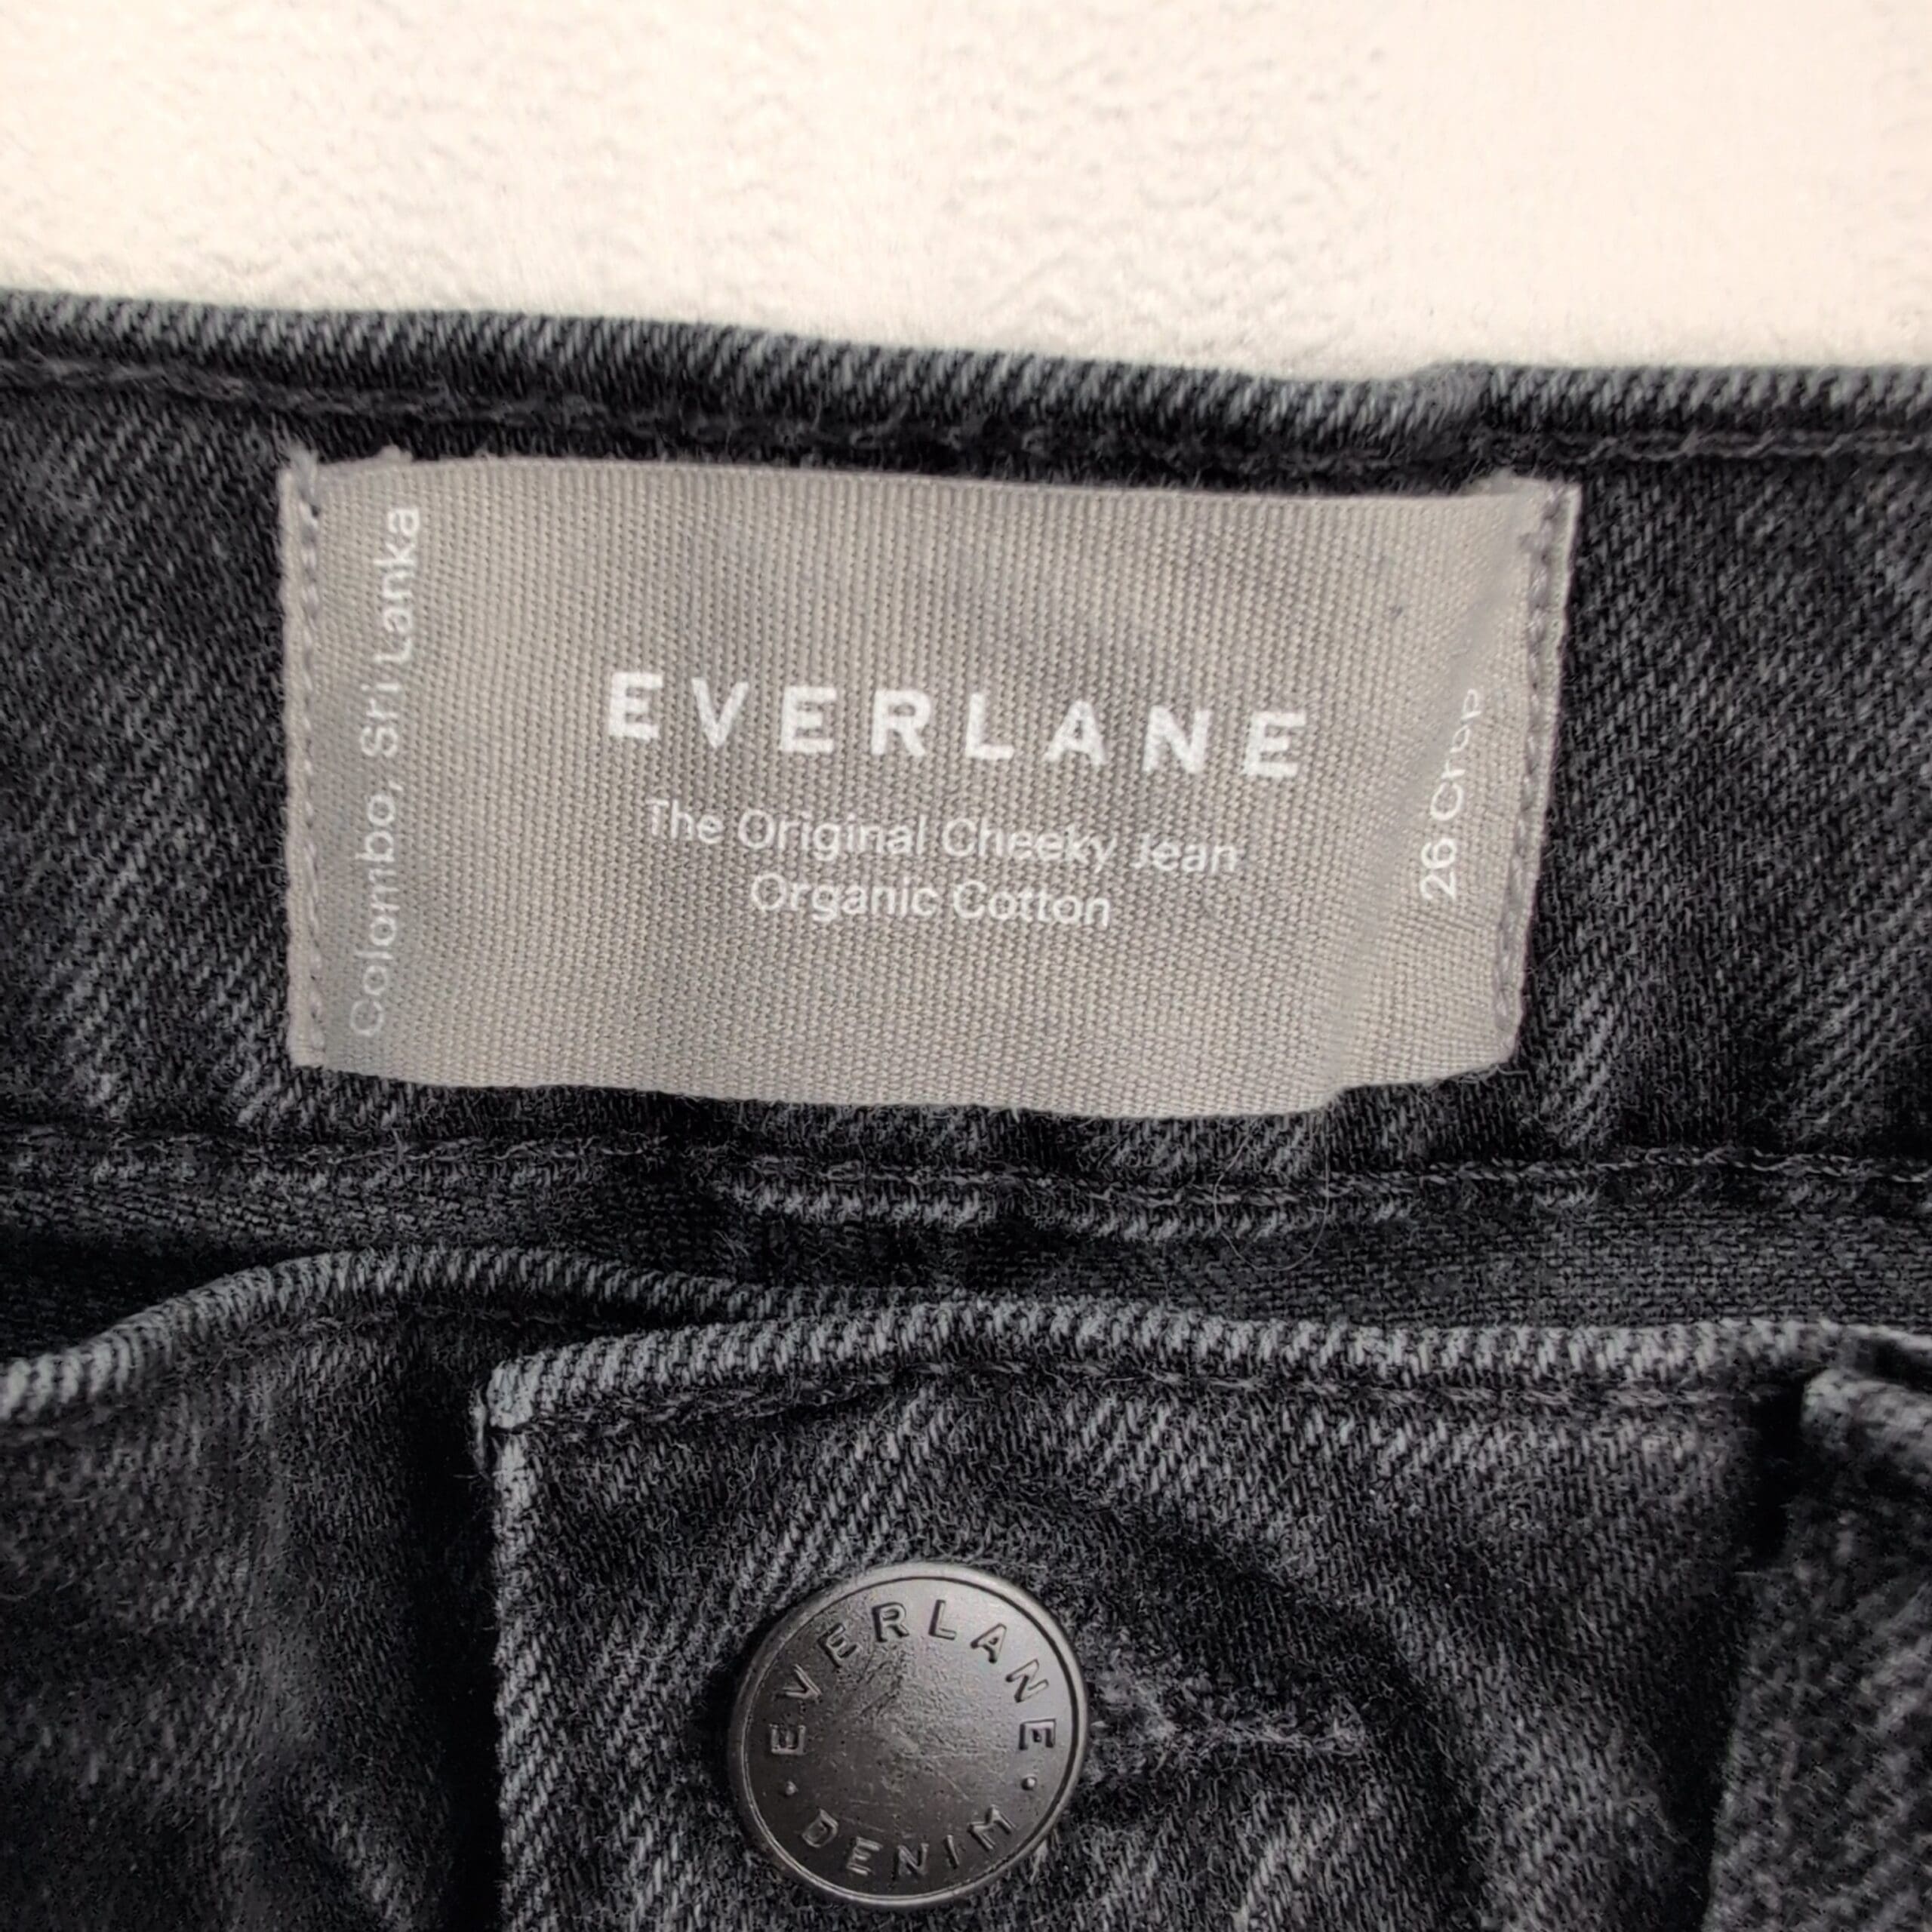 Colombo, Sri Lanka
EVERLANE
The Original Cheeky Jean
Organic Cotton
26 Crop
EVERLANE
· DENIM ·